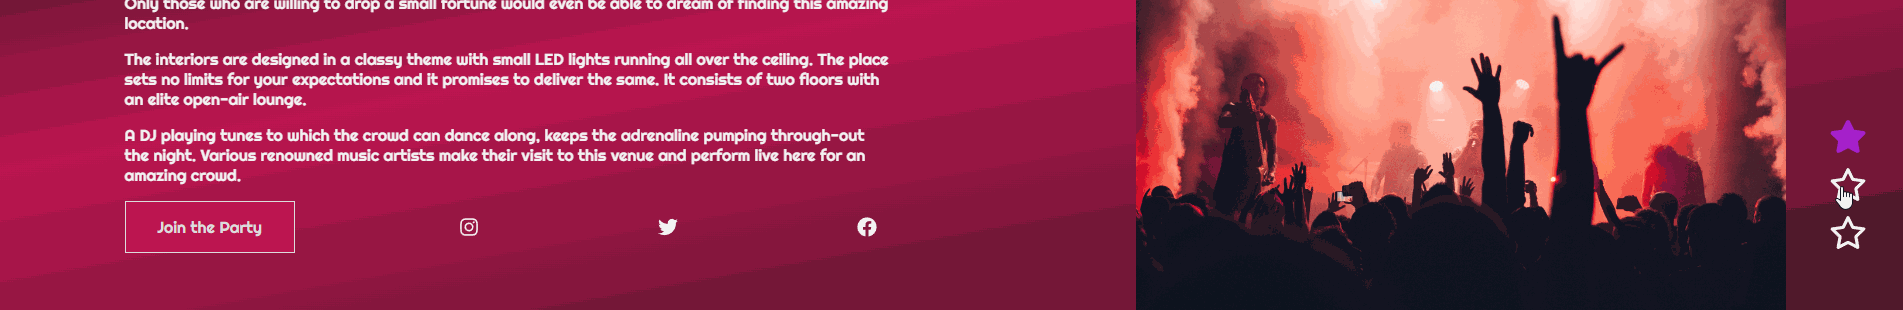 Only those who are willing to drop a small fortune would even be able to dream of finding this amazing
location.
The interiors are designed in a classy theme with small LED lights running all over the ceiling. The place
sets no limits for your expectations and it promises to deliver the same. It consists of two floors with
an elite open-air lounge.
A DJ playing tunes to which the crowd can dance along, keeps the adrenaline pumping through-out
the night. Various renowned music artists make their visit to this venue and perform live here for an
amazing crowd.
Join the Party